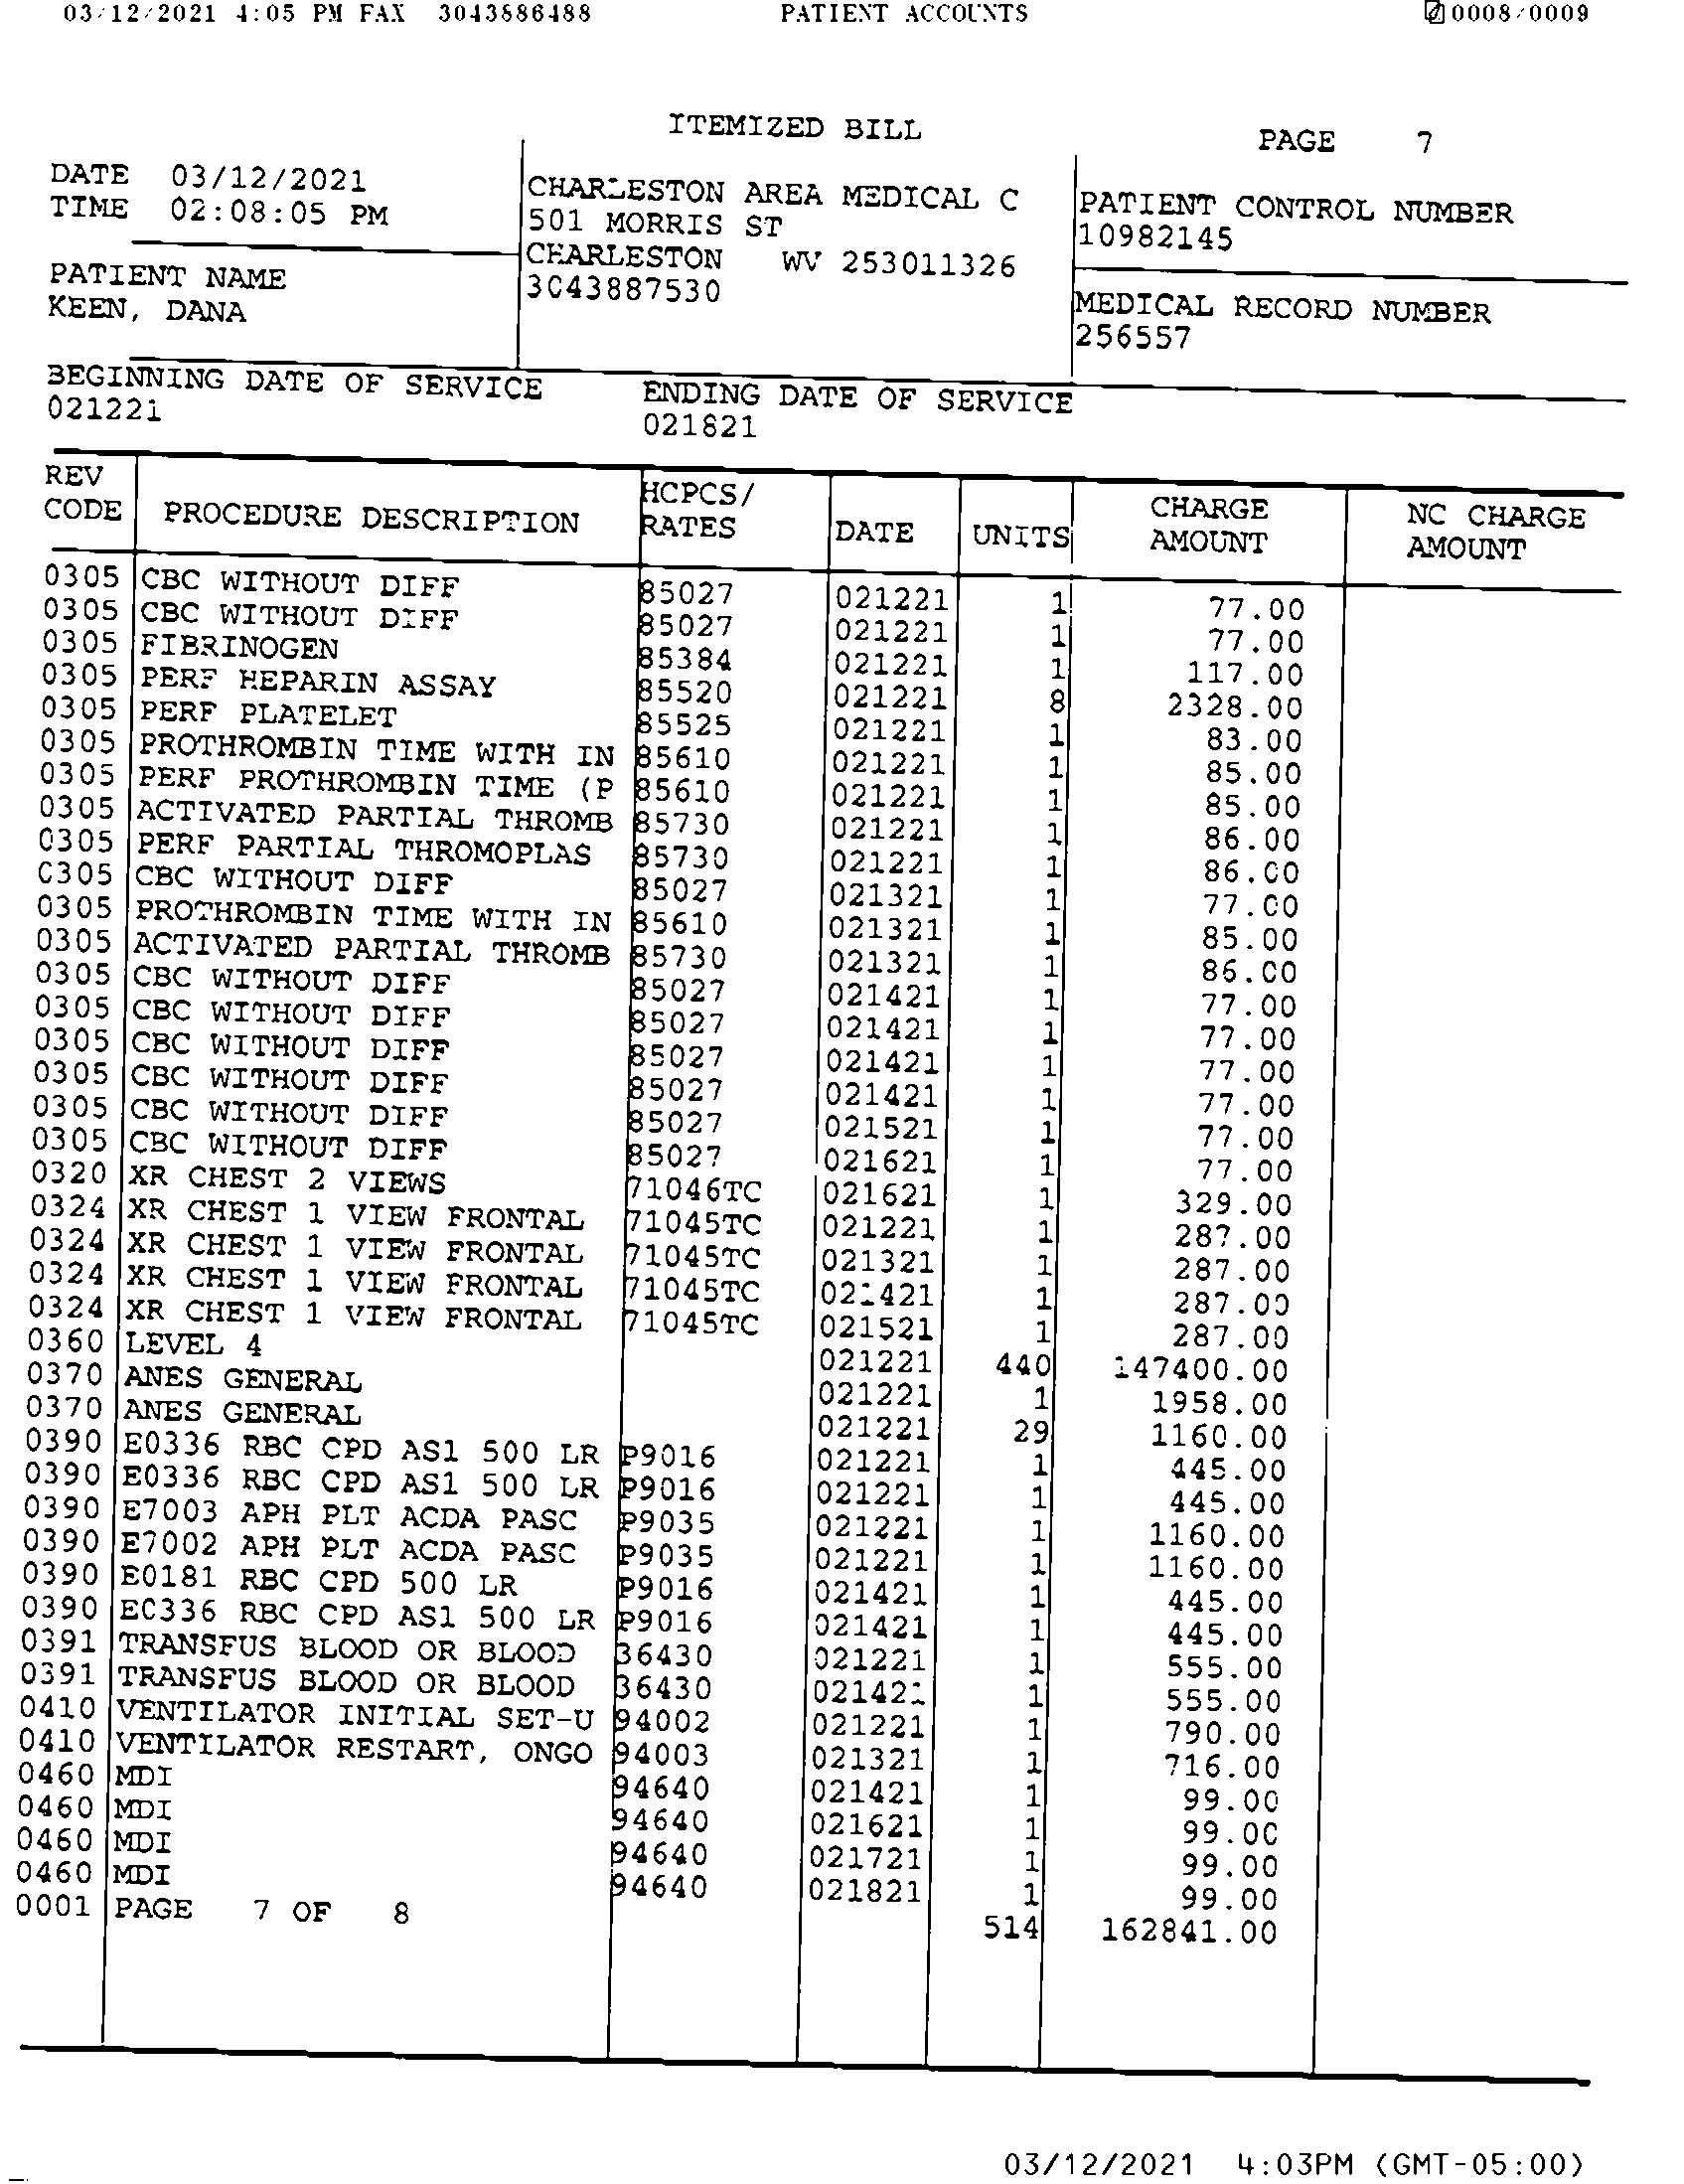 03/12/2021 4:05 PM FAX 3043886488 PATIENT ACCOUNTS 0008/0009
ITEMIZED BILL PAGE 7
DATE 03/12/2021
TIME 02:08:05 PM
CHARLESTON AREA MEDICAL C
501 MORRIS ST
CHARLESTON WV 253011326
3043887530
PATIENT CONTROL NUMBER
10982145
PATIENT NAME
KEEN, DANA
MEDICAL RECORD NUMBER
256557
BEGINNING DATE OF SERVICE
021221
ENDING DATE OF SERVICE
021821
REV CODE PROCEDURE DESCRIPTION HCPCS/ RATES DATE UNITS CHARGE AMOUNT NC CHARGE AMOUNT
0305 CBC WITHOUT DIFF 85027 021221 1 77.00
0305 CBC WITHOUT DIFF 85027 021221 1 77.00
0305 FIBRINOGEN 85384 021221 1 117.00
0305 PERF HEPARIN ASSAY 85520 021221 8 2328.00
0305 PERF PLATELET 85525 021221 1 83.00
0305 PROTHROMBIN TIME WITH IN 85610 021221 1 85.00
0305 PERF PROTHROMBIN TIME (P 85610 021221 1 85.00
0305 ACTIVATED PARTIAL THROMB 85730 021221 1 86.00
0305 PERF PARTIAL THROMOPLAS 85730 021221 1 86.00
0305 CBC WITHOUT DIFF 85027 021321 1 77.00
0305 PROTHROMBIN TIME WITH IN 85610 021321 1 85.00
0305 ACTIVATED PARTIAL THROMB 85730 021321 1 86.00
0305 CBC WITHOUT DIFF 85027 021421 1 77.00
0305 CBC WITHOUT DIFF 85027 021421 1 77.00
0305 CBC WITHOUT DIFF 85027 021421 1 77.00
0305 CBC WITHOUT DIFF 85027 021421 1 77.00
0305 CBC WITHOUT DIFF 85027 021521 1 77.00
0305 CBC WITHOUT DIFF 85027 021621 1 77.00
0320 XR CHEST 2 VIEWS 71046TC 021621 1 329.00
0324 XR CHEST 1 VIEW FRONTAL 71045TC 021221 1 287.00
0324 XR CHEST 1 VIEW FRONTAL 71045TC 021321 1 287.00
0324 XR CHEST 1 VIEW FRONTAL 71045TC 021421 1 287.00
0324 XR CHEST 1 VIEW FRONTAL 71045TC 021521 1 287.00
0360 LEVEL 4 021221 440 147400.00
0370 ANES GENERAL 021221 1 1958.00
0370 ANES GENERAL 021221 29 1160.00
0390 E0336 RBC CPD AS1 500 LR P9016 021221 1 445.00
0390 E0336 RBC CPD AS1 500 LR P9016 021221 1 445.00
0390 E7003 APH PLT ACDA PASC P9035 021221 1 1160.00
0390 E7002 APH PLT ACDA PASC P9035 021221 1 1160.00
0390 E0181 RBC CPD 500 LR P9016 021421 1 445.00
0390 E0336 RBC CPD AS1 500 LR P9016 021421 1 445.00
0391 TRANSFUS BLOOD OR BLOOD 36430 021221 1 555.00
0391 TRANSFUS BLOOD OR BLOOD 36430 021421 1 555.00
0410 VENTILATOR INITIAL SET-U 94002 021221 1 790.00
0410 VENTILATOR RESTART, ONGO 94003 021321 1 716.00
0460 MDI 94640 021421 1 99.00
0460 MDI 94640 021621 1 99.00
0460 MDI 94640 021721 1 99.00
0460 MDI 94640 021821 1 99.00
0001 PAGE 7 OF 8 514 162841.00
03/12/2021 4:03PM (GMT-05:00)